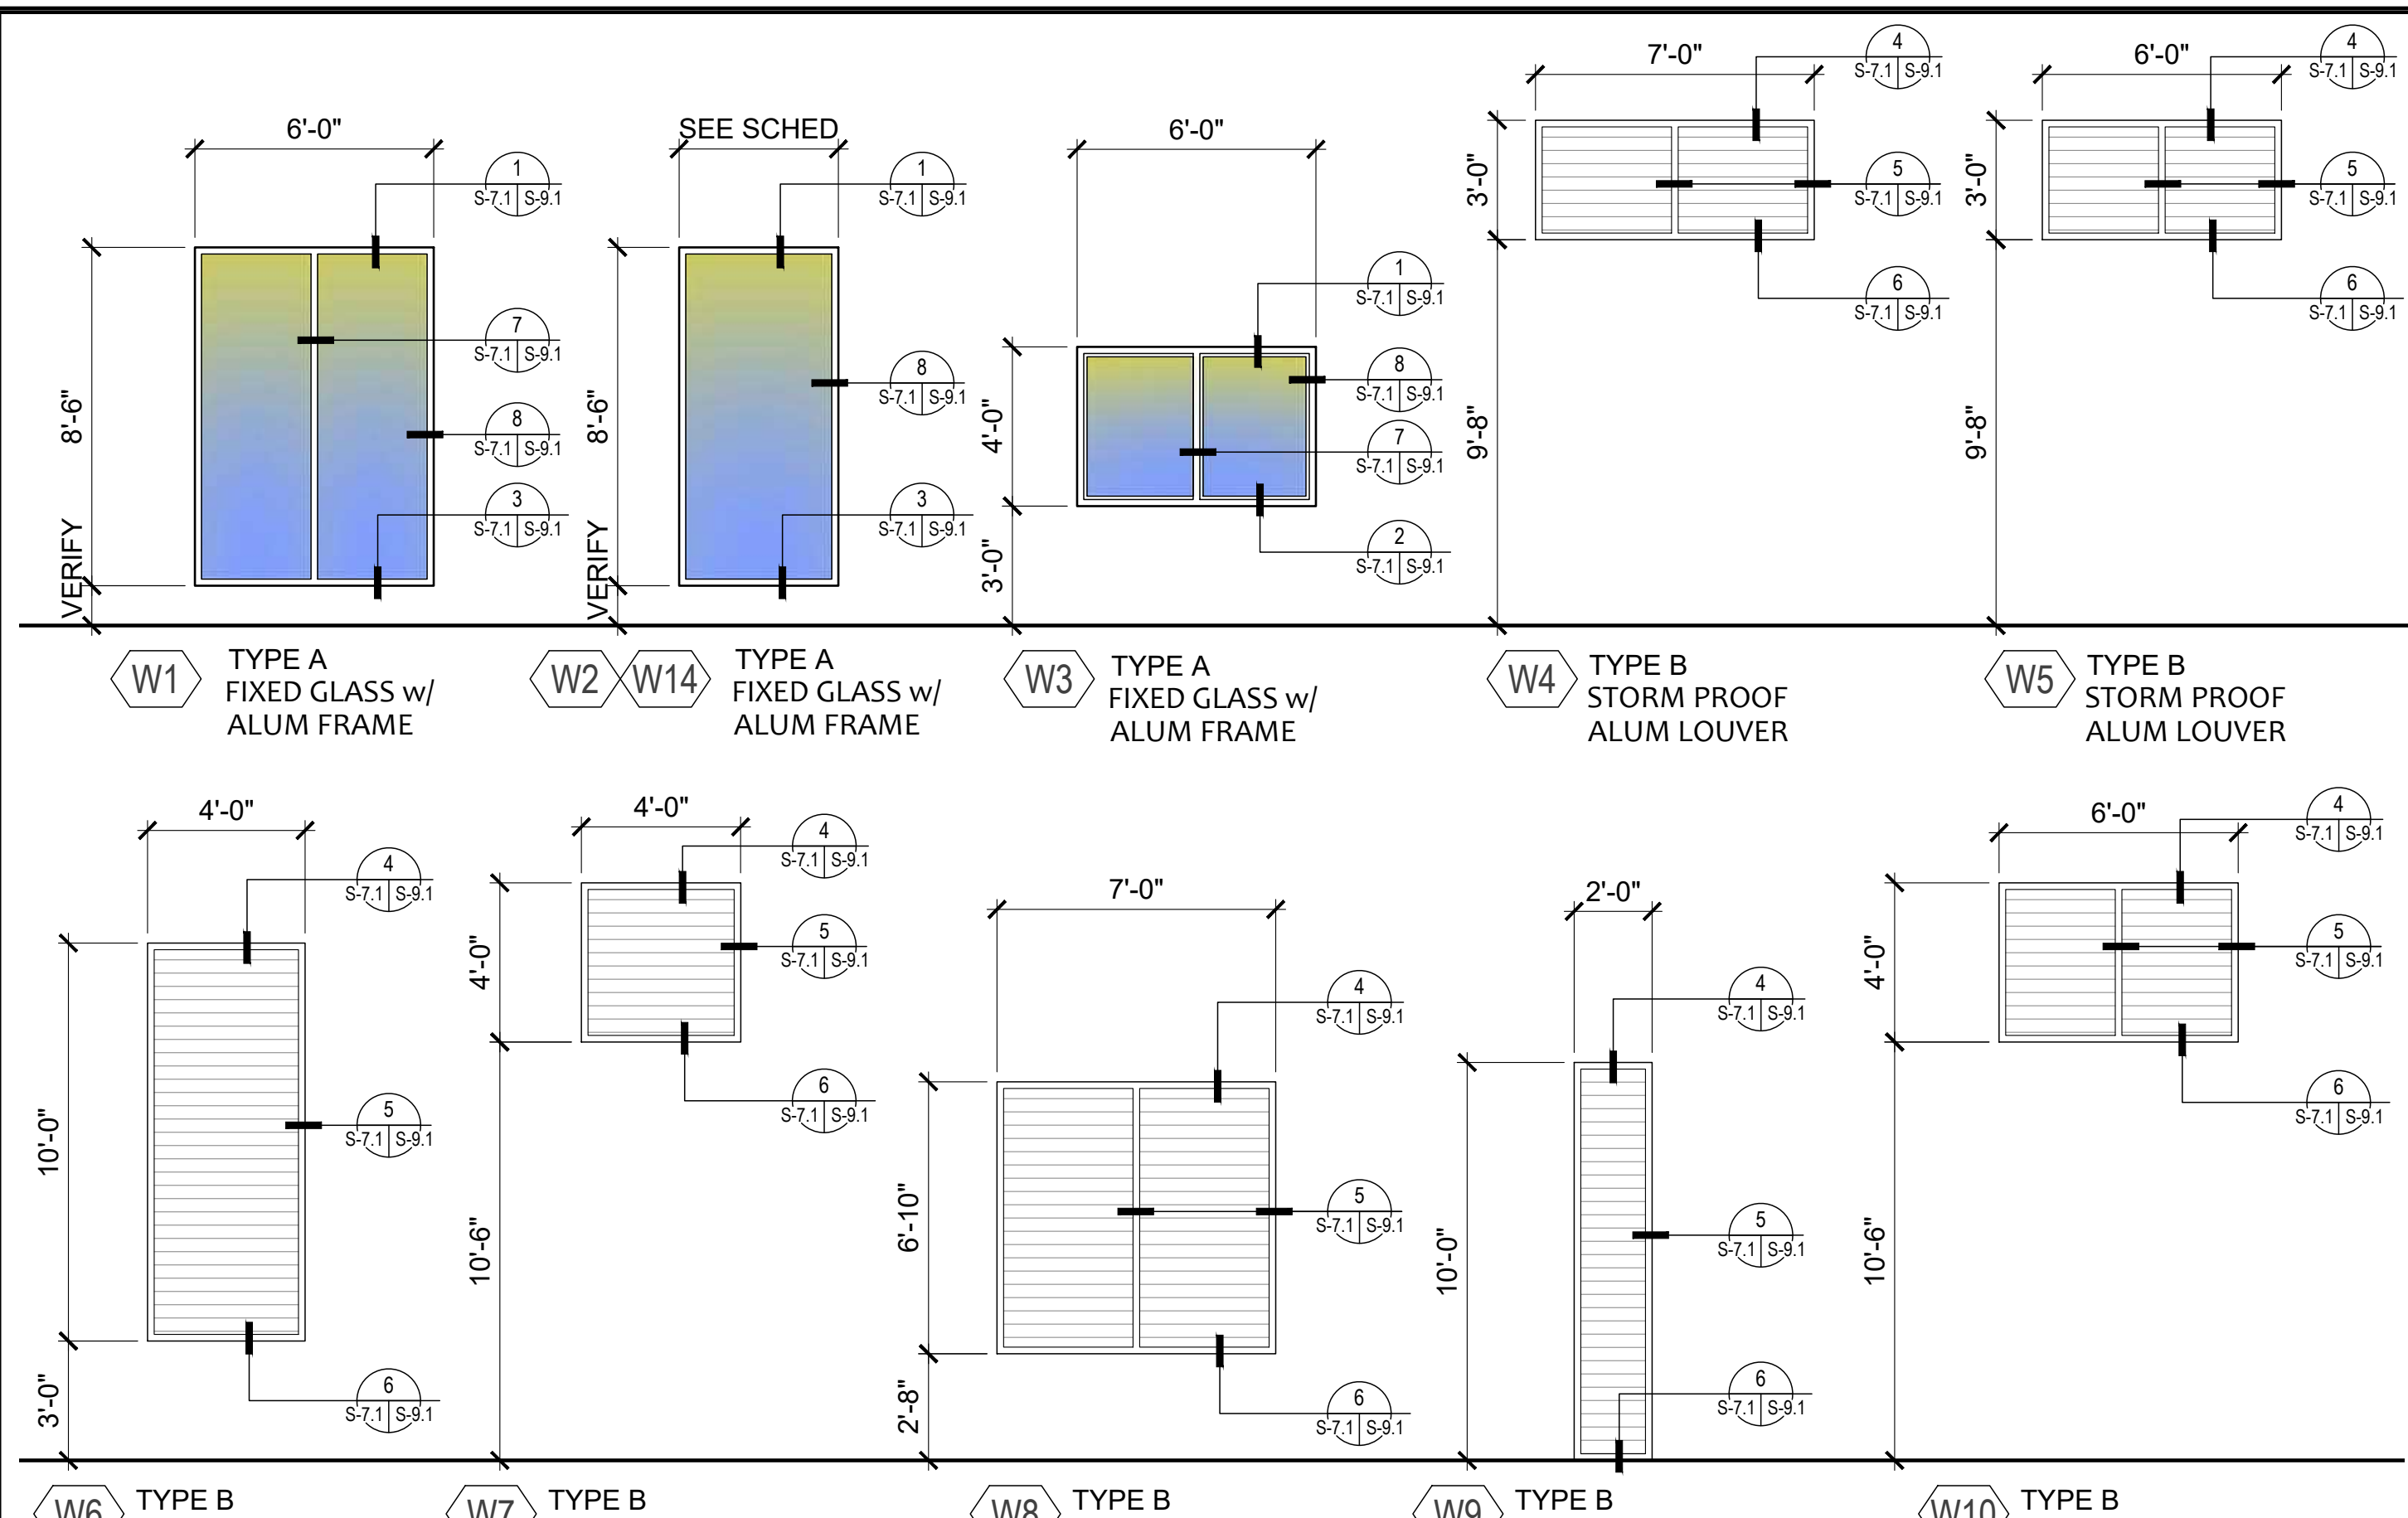 6'-0"
1
S-7.1 S-9.1
7
S-7.1 S-9.1
8
S-7.1 S-9.1
3
S-7.1 S-9.1
8'-6"
VERIFY
W1
TYPE A
FIXED GLASS w/
ALUM FRAME
SEE SCHED
1
S-7.1 S-9.1
8
S-7.1 S-9.1
3
S-7.1 S-9.1
8'-6"
VERIFY
W2 W14
TYPE A
FIXED GLASS w/
ALUM FRAME
6'-0"
1
S-7.1 S-9.1
8
S-7.1 S-9.1
7
S-7.1 S-9.1
2
S-7.1 S-9.1
4'-0"
3'-0"
W3
TYPE A
FIXED GLASS w/
ALUM FRAME
7'-0"
4
S-7.1 S-9.1
5
S-7.1 S-9.1
6
S-7.1 S-9.1
3'-0"
9'-8"
W4
TYPE B
STORM PROOF
ALUM LOUVER
6'-0"
4
S-7.1 S-9.1
5
S-7.1 S-9.1
6
S-7.1 S-9.1
3'-0"
9'-8"
W5
TYPE B
STORM PROOF
ALUM LOUVER
4'-0"
4
S-7.1 S-9.1
5
S-7.1 S-9.1
6
S-7.1 S-9.1
10'-0"
3'-0"
W6
TYPE B
4'-0"
4
S-7.1 S-9.1
5
S-7.1 S-9.1
6
S-7.1 S-9.1
4'-0"
10'-6"
W7
TYPE B
7'-0"
4
S-7.1 S-9.1
5
S-7.1 S-9.1
6
S-7.1 S-9.1
6'-10"
2'-8"
W8
TYPE B
2'-0"
4
S-7.1 S-9.1
5
S-7.1 S-9.1
6
S-7.1 S-9.1
10'-0"
W9
TYPE B
6'-0"
4
S-7.1 S-9.1
5
S-7.1 S-9.1
6
S-7.1 S-9.1
4'-0"
10'-6"
W10
TYPE B